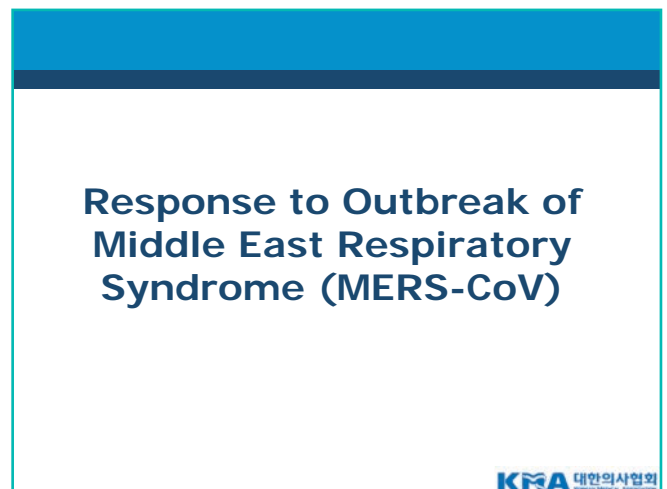 Response to Outbreak of
Middle East Respiratory
Syndrome (MERS-CoV)
KMA 대한의사협회